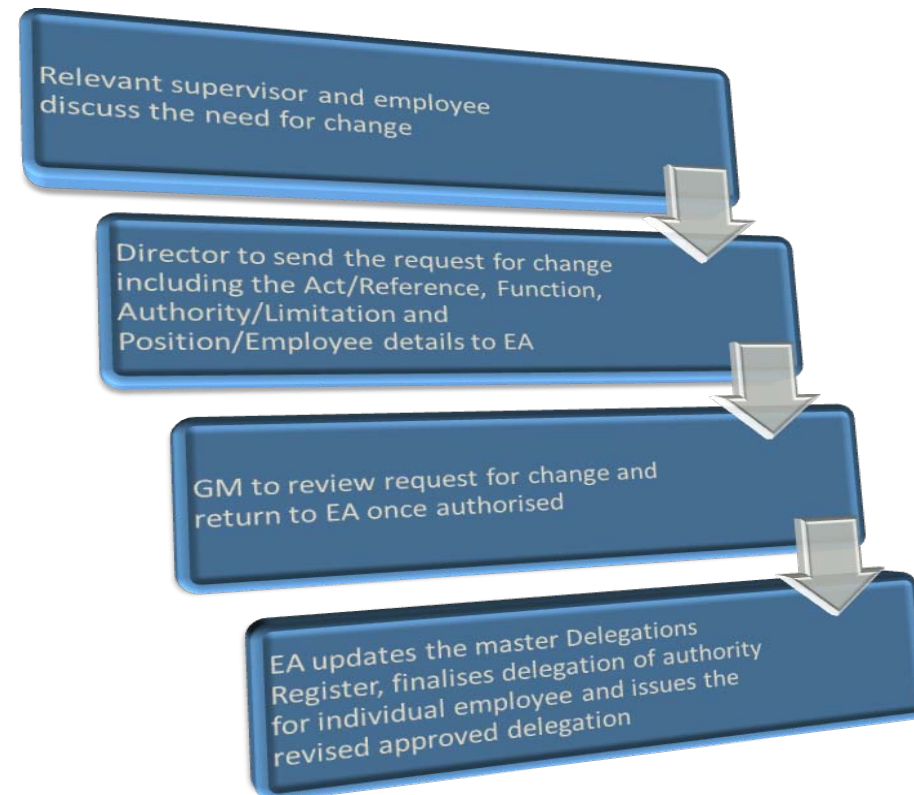 Relevant supervisor and employee
discuss the need for change
Director to send the request for change
including the Act/Reference, Function,
Authority/Limitation and
Position/Employee details to EA
GM to review request for change and
return to EA once authorised
EA updates the master Delegations
Register, finalises delegation of authority
for individual employee and issues the
revised approved delegation